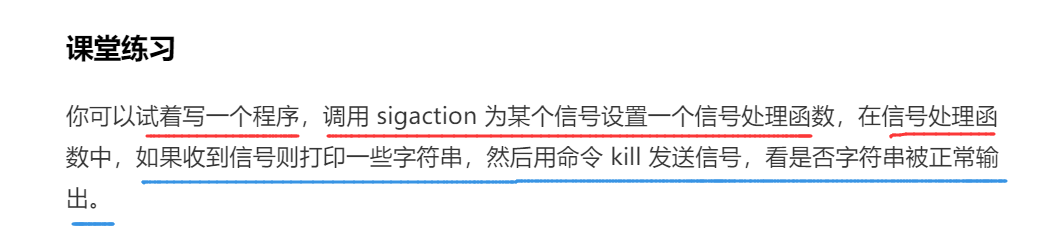 课堂练习
你可以试着写一个程序，调用 sigaction 为某个信号设置一个信号处理函数，在信号处理函
数中，如果收到信号则打印一些字符串，然后用命令 kill 发送信号，看是否字符串被正常输
出。